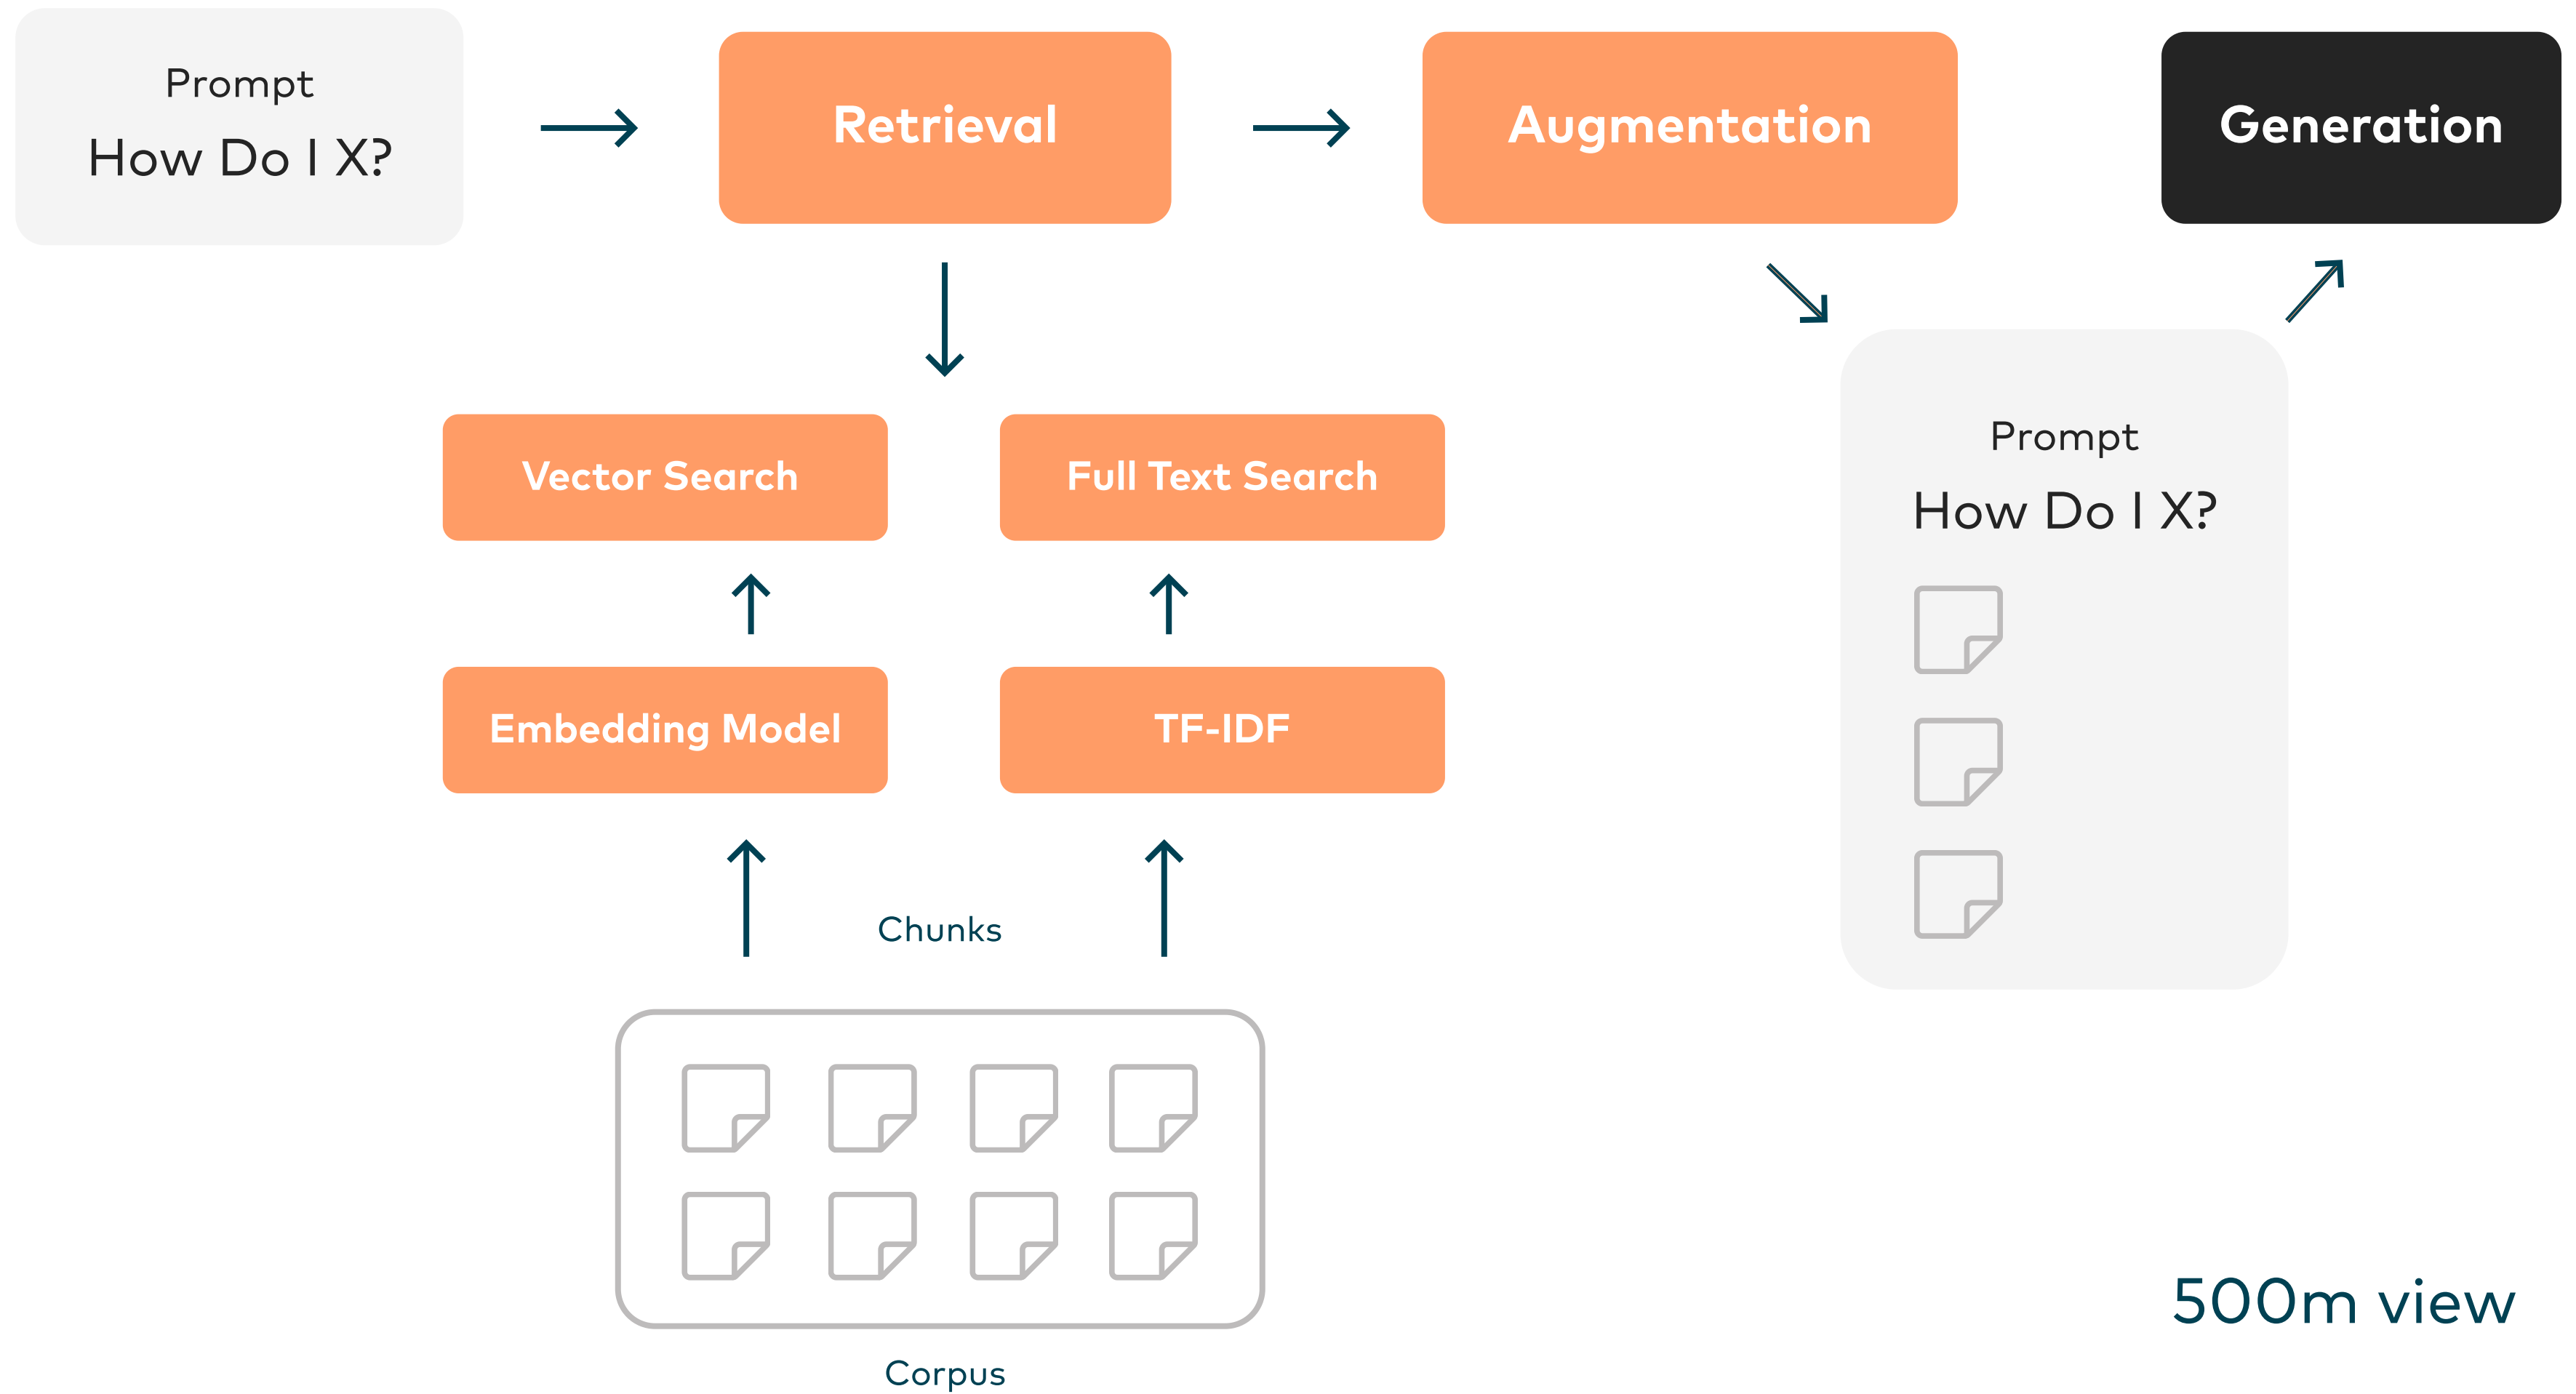 Prompt
How Do I X?
Retrieval
Augmentation
Generation
Vector Search
Full Text Search
Prompt
How Do I X?
Embedding Model
TF-IDF
Chunks
Corpus
500m view